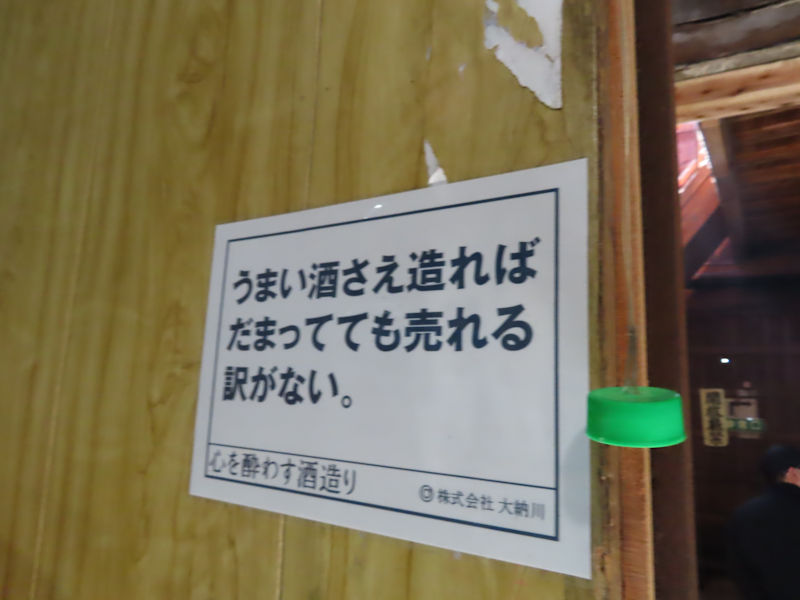 うまい酒さえ造れば
だまってても売れる
訳がない。
心を酔わす酒造り
株式会社 大納川